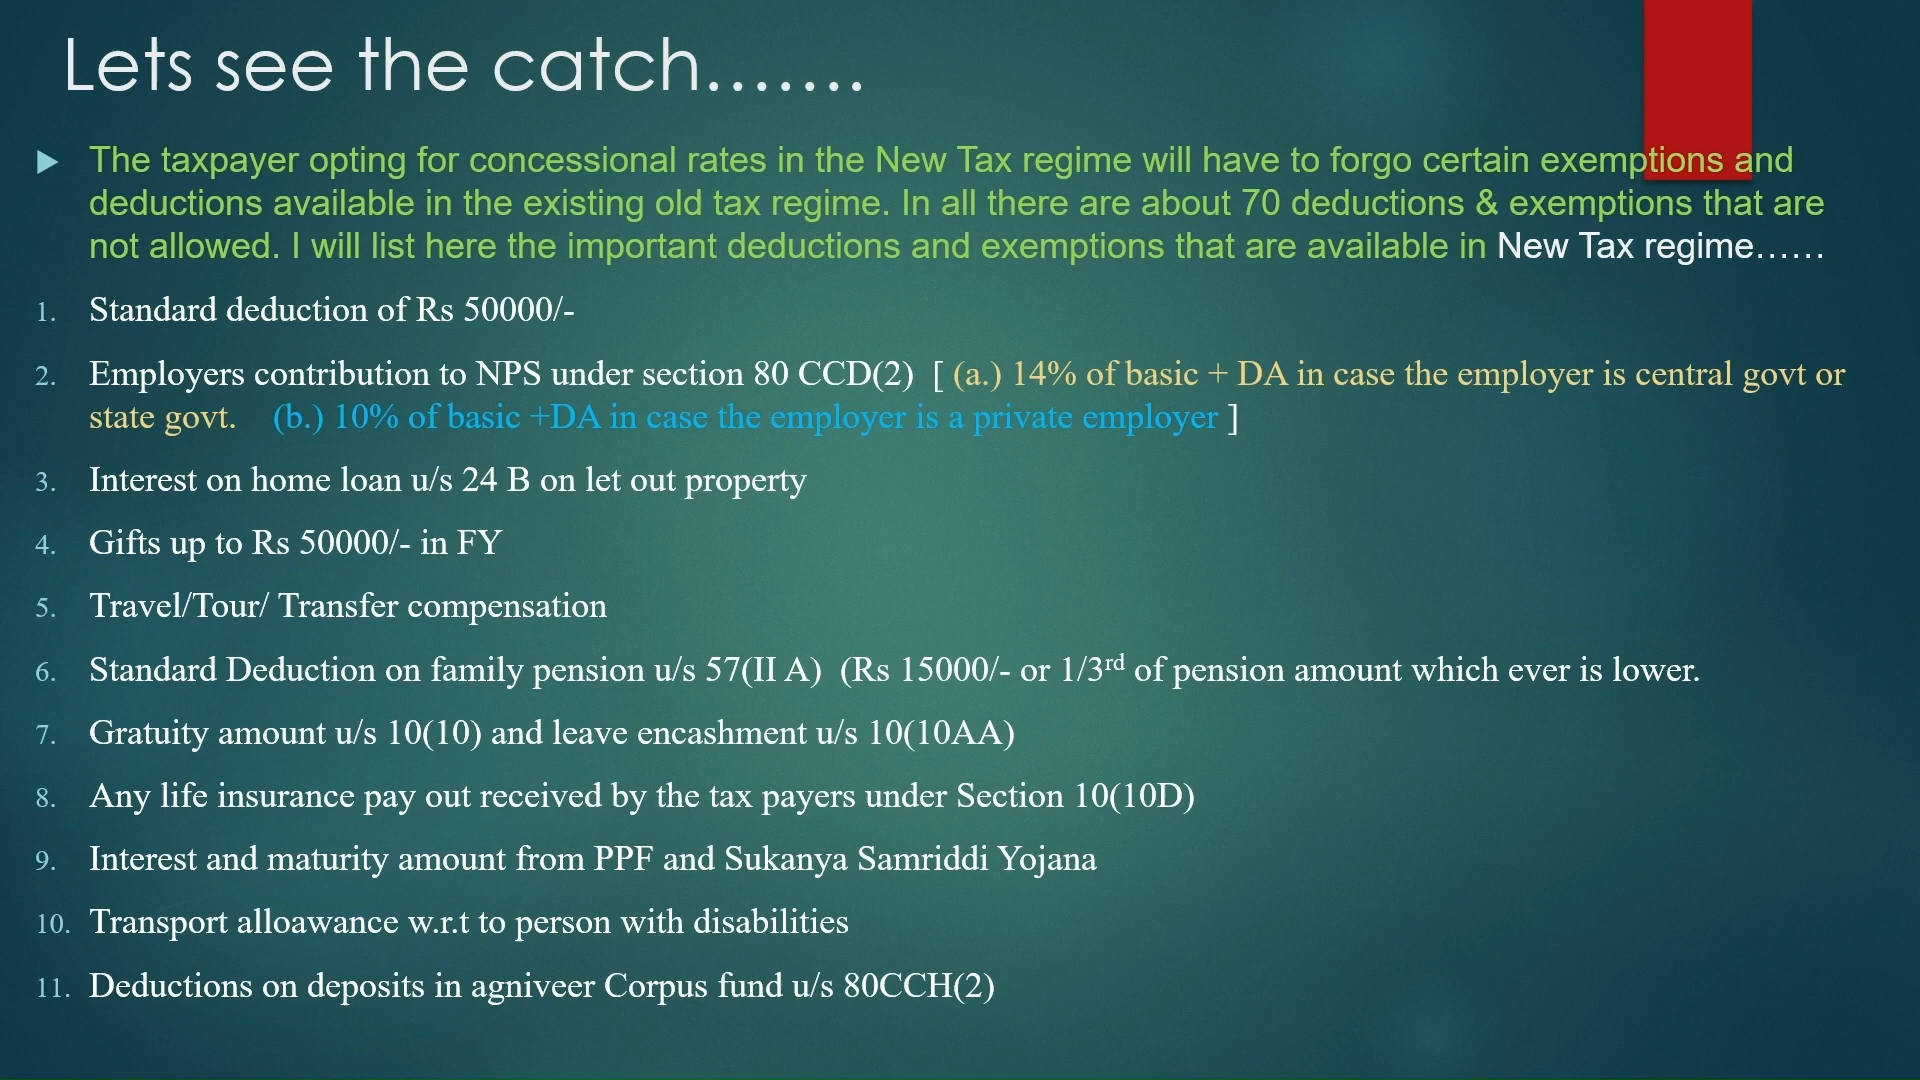 Lets see the catch.......
The taxpayer opting for concessional rates in the New Tax regime will have to forgo certain exemptions and
deductions available in the existing old tax regime. In all there are about 70 deductions & exemptions that are
not allowed. I will list here the important deductions and exemptions that are available in New Tax regime……
1. Standard deduction of Rs 50000/-
2. Employers contribution to NPS under section 80 CCD(2) [ (a.) 14% of basic + DA in case the employer is central govt or
state govt. (b.) 10% of basic +DA in case the employer is a private employer ]
3. Interest on home loan u/s 24 B on let out property
4. Gifts up to Rs 50000/- in FY
5. Travel/Tour/ Transfer compensation
6. Standard Deduction on family pension u/s 57(II A) (Rs 15000/- or 1/3rd of pension amount which ever is lower.
7. Gratuity amount u/s 10(10) and leave encashment u/s 10(10AA)
8. Any life insurance pay out received by the tax payers under Section 10(10D)
9. Interest and maturity amount from PPF and Sukanya Samriddi Yojana
10. Transport alloawance w.r.t to person with disabilities
11. Deductions on deposits in agniveer Corpus fund u/s 80CCH(2)